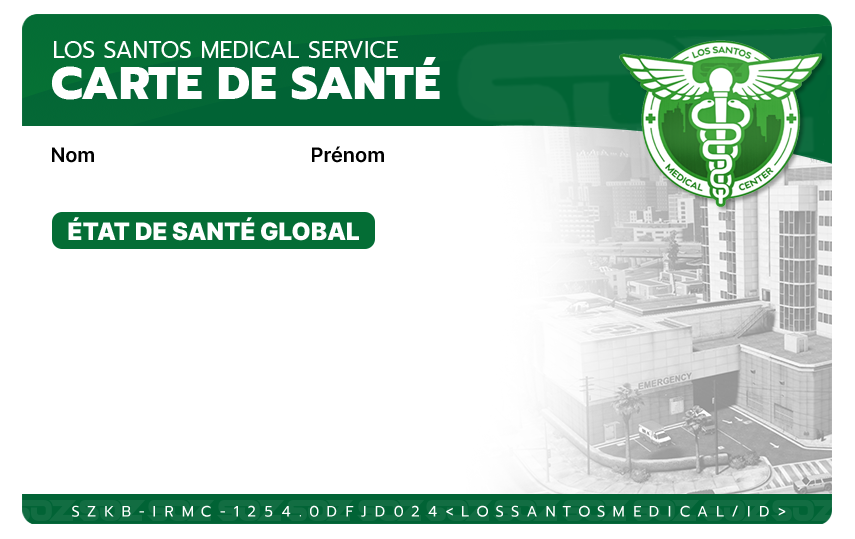 LOS SANTOS MEDICAL SERVICE
CARTE DE SANTÉ
LOS SANTOS
MEDICAL CENTER
Nom Prénom
ÉTAT DE SANTÉ GLOBAL
EMERGENCY
SZKB-IRMC-1254.0DFJD024<LOSSANTOSMEDICAL/ID>